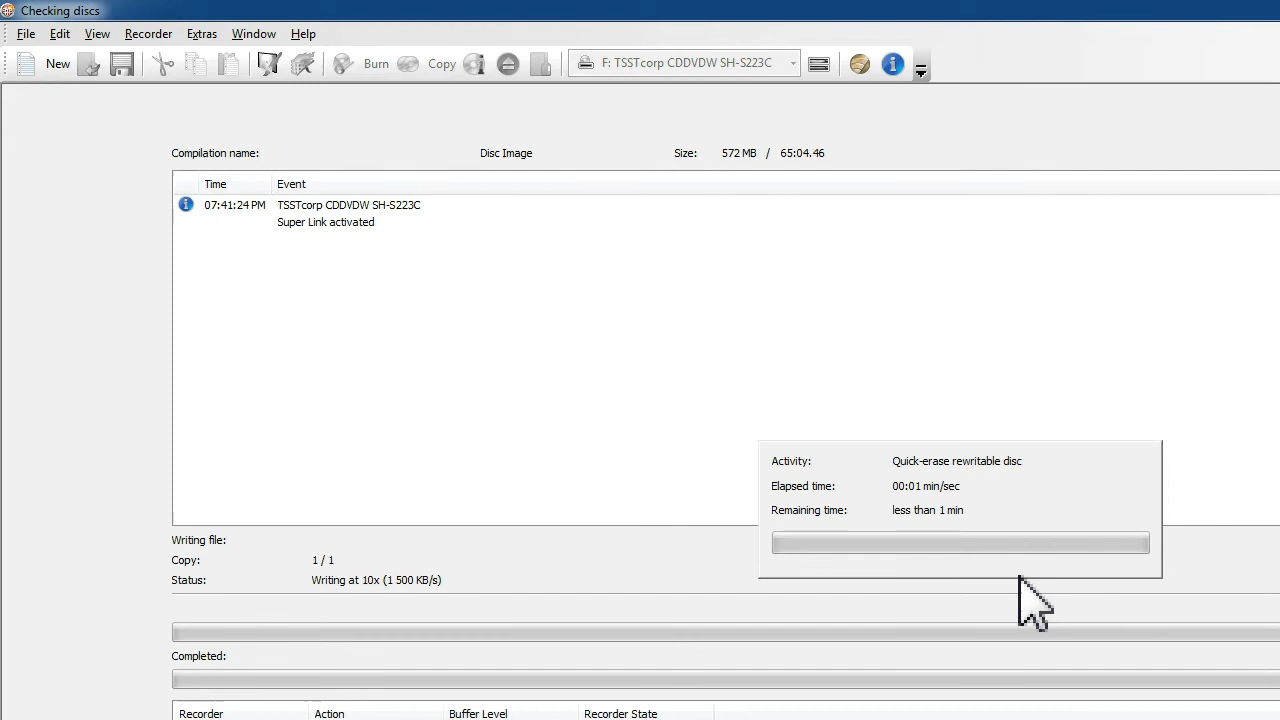 Checking discs
File Edit View Recorder Extras Window Help
New Burn Copy F: TSSTcorp CDDVDW SH-S223C
Compilation name: Disc Image Size: 572 MB / 65:04.46
Time Event
07:41:24 PM TSSTcorp CDDVDW SH-S223C
Super Link activated
Activity: Quick-erase rewritable disc
Elapsed time: 00:01 min/sec
Remaining time: less than 1 min
Writing file:
Copy: 1 / 1
Status: Writing at 10x (1 500 KB/s)
Completed:
Recorder Action Buffer Level Recorder State